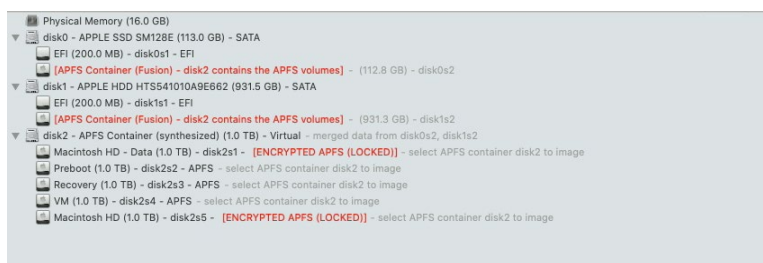 Physical Memory (16.0 GB)
disk0 - APPLE SSD SM128E (113.0 GB) - SATA
EFI (200.0 MB) - disk0s1 - EFI
[APFS Container (Fusion) - disk2 contains the APFS volumes] - (112.8 GB) - disk0s2
disk1 - APPLE HDD HTS541010A9E662 (931.5 GB) - SATA
EFI (200.0 MB) - disk1s1 - EFI
[APFS Container (Fusion) - disk2 contains the APFS volumes] - (931.3 GB) - disk1s2
disk2 - APFS Container (synthesized) (1.0 TB) - Virtual - merged data from disk0s2, disk1s2
Macintosh HD - Data (1.0 TB) - disk2s1 - [ENCRYPTED APFS (LOCKED)] - select APFS container disk2 to image
Preboot (1.0 TB) - disk2s2 - APFS - select APFS container disk2 to image
Recovery (1.0 TB) - disk2s3 - APFS - select APFS container disk2 to image
VM (1.0 TB) - disk2s4 - APFS - select APFS container disk2 to image
Macintosh HD (1.0 TB) - disk2s5 - [ENCRYPTED APFS (LOCKED)] - select APFS container disk2 to image